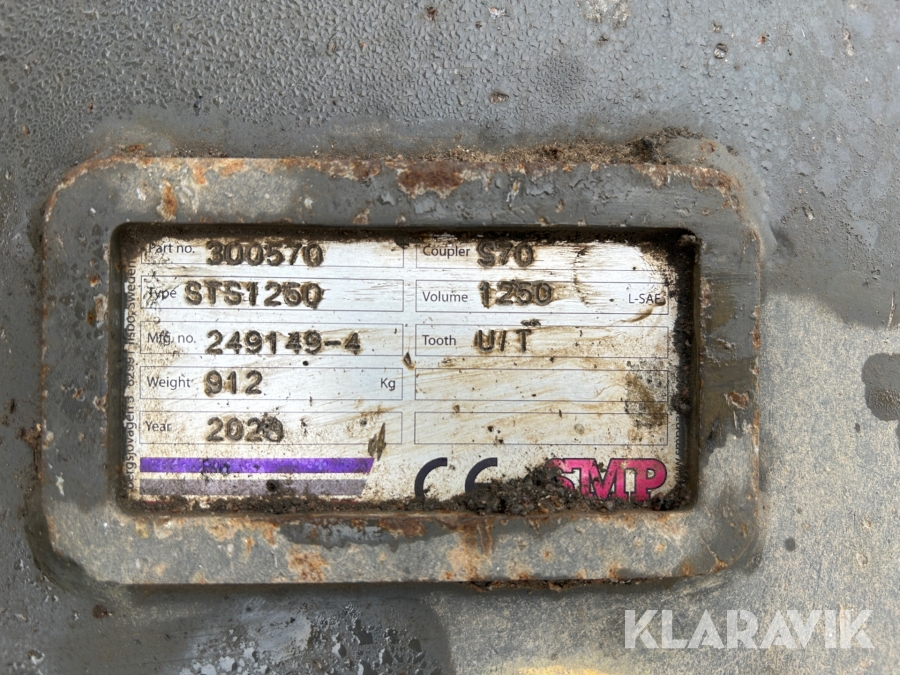 Part no. 300570
Coupler S70
Type STS1250
Volume 1250 L-SAE
Mfg. no. 249149-4
Tooth U/T
Weight 912 Kg
Year 2020
CE SMP
KLARAVIK